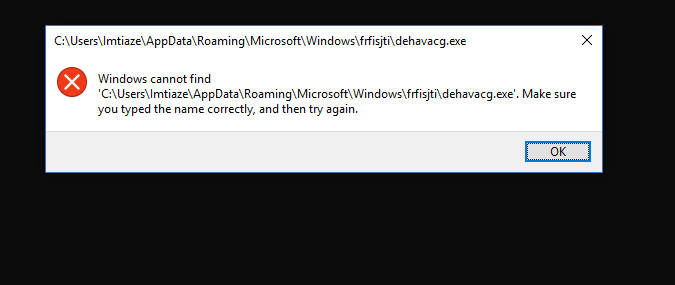 C:\Users\Imtiaze\AppData\Roaming\Microsoft\Windows\frfisjti\dehavacg.exe
Windows cannot find
'C:\Users\Imtiaze\AppData\Roaming\Microsoft\Windows\frfisjti\dehavacg.exe'. Make sure
you typed the name correctly, and then try again.
OK